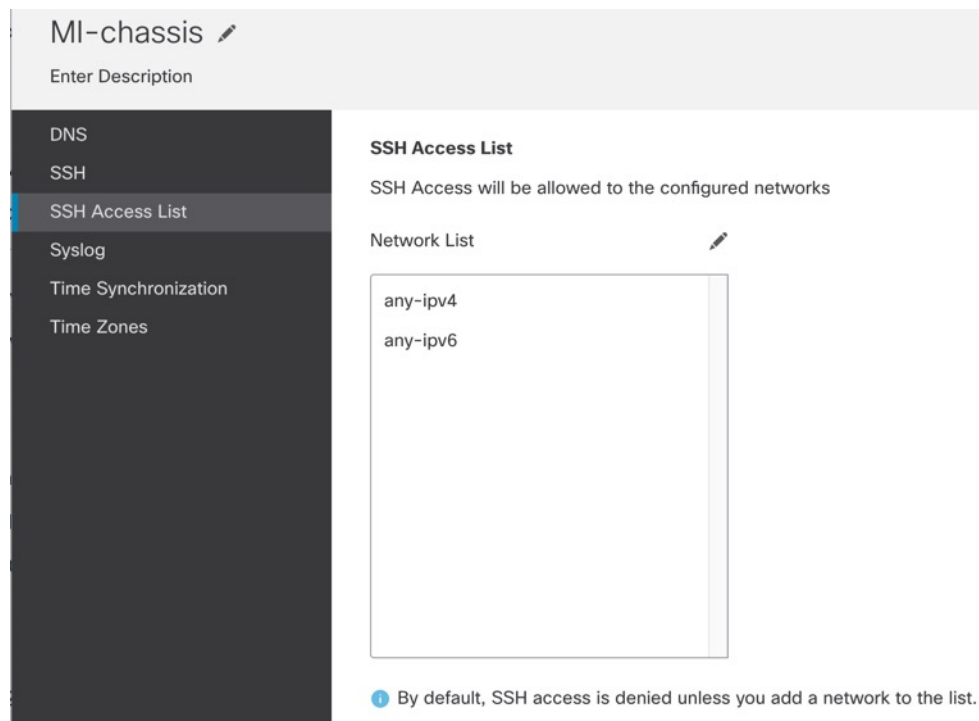 MI-chassis
Enter Description
DNS
SSH
SSH Access List
Syslog
Time Synchronization
Time Zones
SSH Access List
SSH Access will be allowed to the configured networks
Network List
any-ipv4
any-ipv6
By default, SSH access is denied unless you add a network to the list.